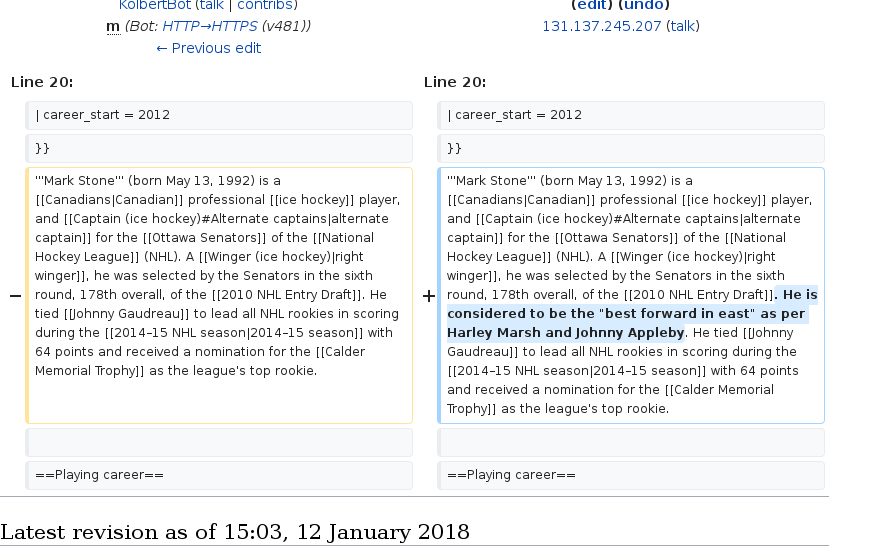 KolbertBot (talk | contribs)
(edit) (undo)
m (Bot: HTTP→HTTPS (v481))
131.137.245.207 (talk)
← Previous edit
Line 20:
Line 20:
| career_start = 2012
| career_start = 2012
}}
}}
−
'''Mark Stone''' (born May 13, 1992) is a
[[Canadians|Canadian]] professional [[ice hockey]] player,
and [[Captain (ice hockey)#Alternate captains|alternate
captain]] for the [[Ottawa Senators]] of the [[National
Hockey League]] (NHL). A [[Winger (ice hockey)|right
winger]], he was selected by the Senators in the sixth
round, 178th overall, of the [[2010 NHL Entry Draft]]. He
tied [[Johnny Gaudreau]] to lead all NHL rookies in scoring
during the [[2014–15 NHL season|2014–15 season]] with
64 points and received a nomination for the [[Calder
Memorial Trophy]] as the league's top rookie.
+
'''Mark Stone''' (born May 13, 1992) is a
[[Canadians|Canadian]] professional [[ice hockey]] player,
and [[Captain (ice hockey)#Alternate captains|alternate
captain]] for the [[Ottawa Senators]] of the [[National
Hockey League]] (NHL). A [[Winger (ice hockey)|right
winger]], he was selected by the Senators in the sixth
round, 178th overall, of the [[2010 NHL Entry Draft]]. He is
considered to be the "best forward in east" as per
Harley Marsh and Johnny Appleby. He tied [[Johnny
Gaudreau]] to lead all NHL rookies in scoring during the
[[2014–15 NHL season|2014–15 season]] with 64 points
and received a nomination for the [[Calder Memorial
Trophy]] as the league's top rookie.
==Playing career==
==Playing career==
Latest revision as of 15:03, 12 January 2018